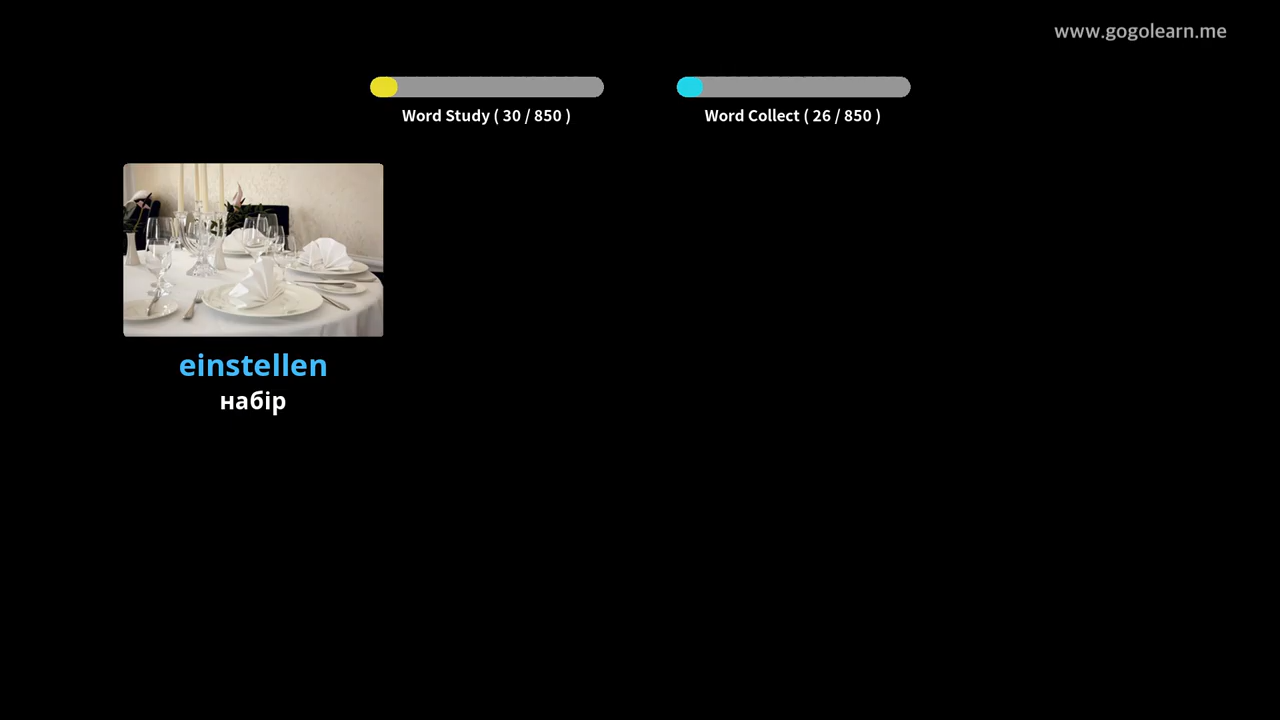 www.gogolearn.me
Word Study ( 30 / 850 )
Word Collect ( 26 / 850 )
einstellen
набір